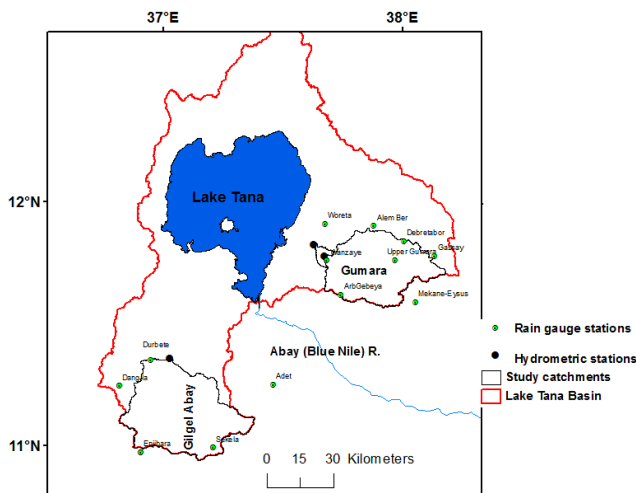 37°E 38°E
12°N
11°N
Lake Tana
Woreta
Alem Ber
Debretabor
Wanzaye
Upper Gumara
Gassay
Gumara
ArbGebeya
Mekane-Eysus
Abay (Blue Nile) R.
Durbete
Dangila
Adet
Gilgel Abay
Enjibara
Sekela
Rain gauge stations
Hydrometric stations
Study catchments
Lake Tana Basin
0 15 30 Kilometers